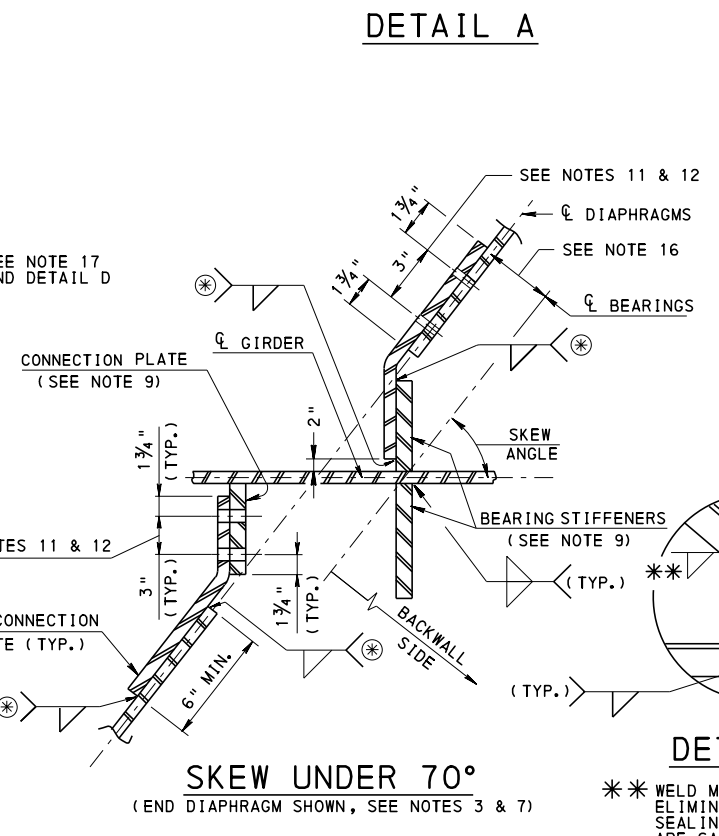 DETAIL A
SEE NOTES 11 & 12
℄ DIAPHRAGMS
SEE NOTE 16
℄ BEARINGS
1¾"
3"
1¾"
EE NOTE 17
ND DETAIL D
℄ GIRDER
CONNECTION PLATE
(SEE NOTE 9)
2"
1¾"
(TYP.)
SKEW
ANGLE
BEARING STIFFENERS
(SEE NOTE 9)
TES 11 & 12
3"
(TYP.)
1¾"
(TYP.)
(TYP.)
**
BACKWALL
SIDE
CONNECTION
TE (TYP.)
6" MIN.
(TYP.)
SKEW UNDER 70°
(END DIAPHRAGM SHOWN, SEE NOTES 3 & 7)
DE
** WELD M
ELIMIN
SEALIN